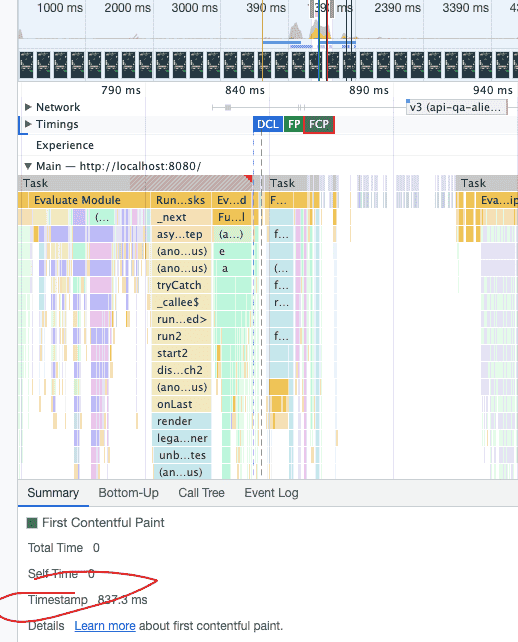 1000 ms 2000 ms 390 ms 1390 ms 2390 ms 3390 ms 4390 ms
790 ms 840 ms 890 ms 940 ms
Network v3 (api-qa-alie...
Timings DCL FP FCP
Experience
Main — http://localhost:8080/
Task Task Task
Evaluate Module Run...sks Ev...d F... Eva...ip
(... _next Fu...l
asy...tep (a...) f...
(ano...us) e
(ano...us) a (...
tryCatch f...
_callee$ r...
run...ed>
run2 f...
start2
dis...ch2
(ano...us)
onLast
render
lega...ner
unb...tes
(an...us)
Summary Bottom-Up Call Tree Event Log
First Contentful Paint
Total Time 0
Self Time 0
Timestamp 837.3 ms
Details Learn more about first contentful paint.